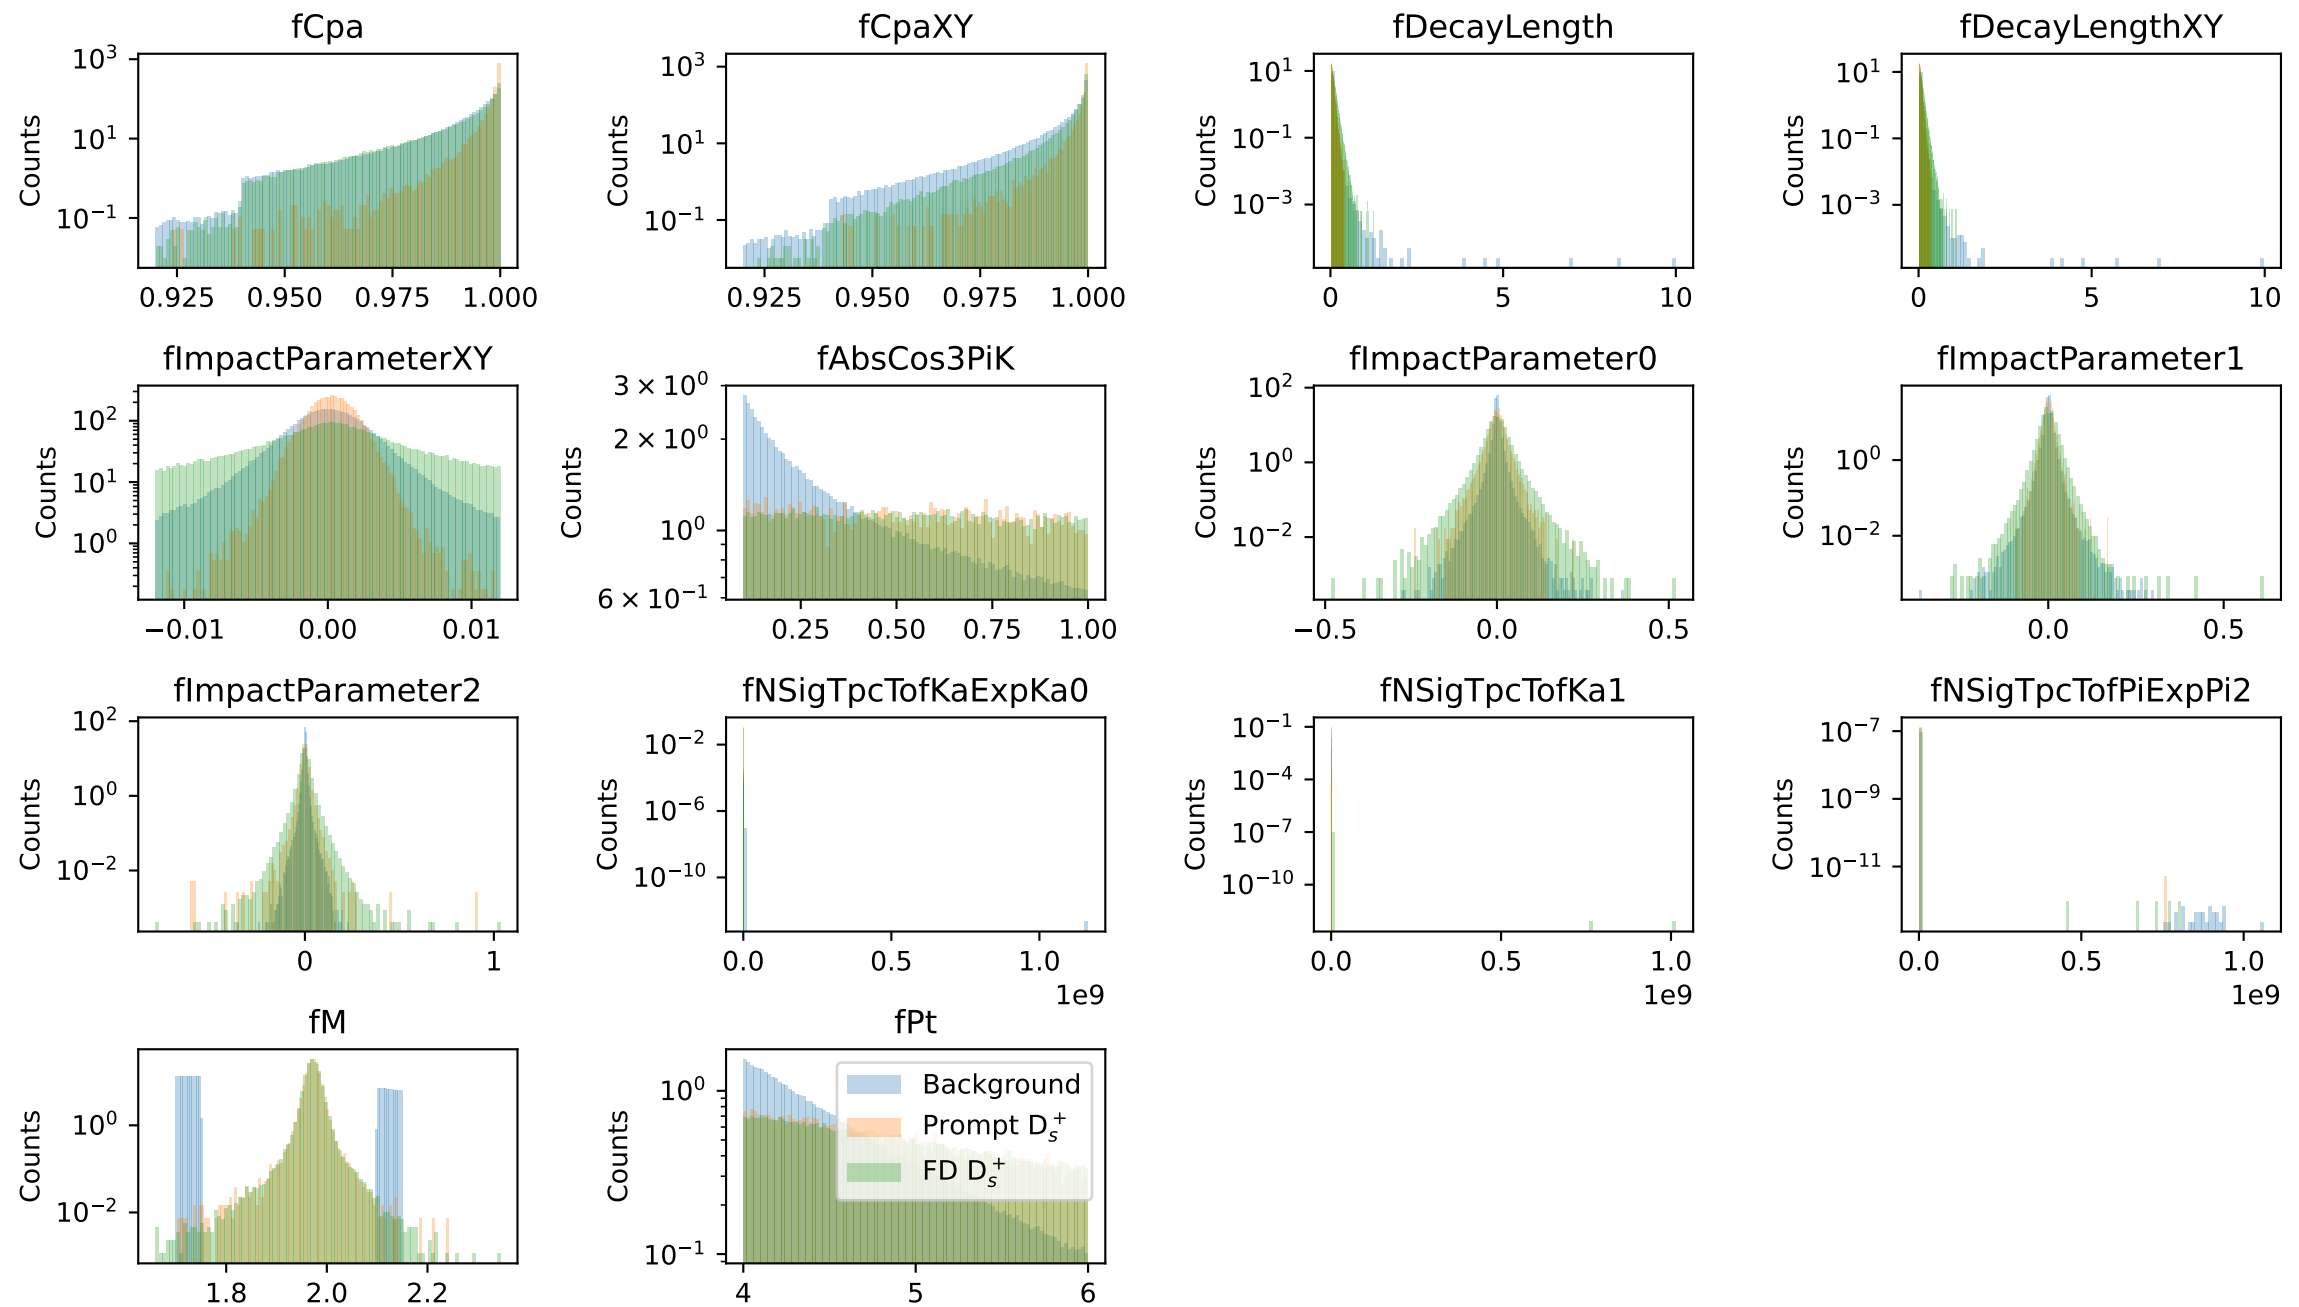 fCpa
fCpaXY
fDecayLength
fDecayLengthXY
Counts
10³
10¹
10⁻¹
0.925 0.950 0.975 1.000
Counts
10³
10¹
10⁻¹
0.925 0.950 0.975 1.000
Counts
10¹
10⁻¹
10⁻³
0 5 10
Counts
10¹
10⁻¹
10⁻³
0 5 10
fImpactParameterXY
fAbsCos3PiK
fImpactParameter0
fImpactParameter1
Counts
10²
10¹
10⁰
−0.01 0.00 0.01
Counts
3 × 10⁰
2 × 10⁰
10⁰
6 × 10⁻¹
0.25 0.50 0.75 1.00
Counts
10²
10⁰
10⁻²
−0.5 0.0 0.5
Counts
10⁰
10⁻²
0.0 0.5
fImpactParameter2
fNSigTpcTofKaExpKa0
fNSigTpcTofKa1
fNSigTpcTofPiExpPi2
Counts
10²
10⁰
10⁻²
0 1
Counts
10⁻²
10⁻⁶
10⁻¹⁰
0.0 0.5 1.0
1e9
Counts
10⁻¹
10⁻⁴
10⁻⁷
10⁻¹⁰
0.0 0.5 1.0
1e9
Counts
10⁻⁷
10⁻⁹
10⁻¹¹
0.0 0.5 1.0
1e9
fM
fPt
Counts
10⁰
10⁻²
1.8 2.0 2.2
Counts
10⁰
10⁻¹
4 5 6
Background
Prompt Dₛ⁺
FD Dₛ⁺